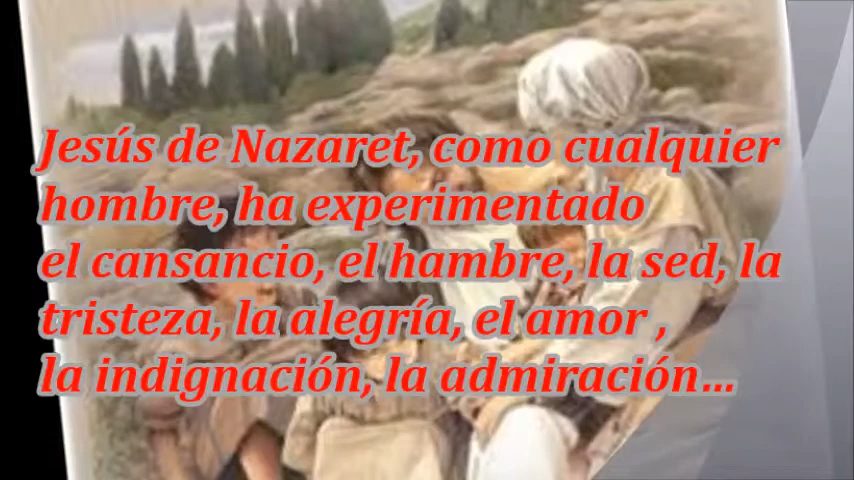 Jesús de Nazaret, como cualquier
hombre, ha experimentado
el cansancio, el hambre, la sed, la
tristeza, la alegría, el amor ,
la indignación, la admiración...